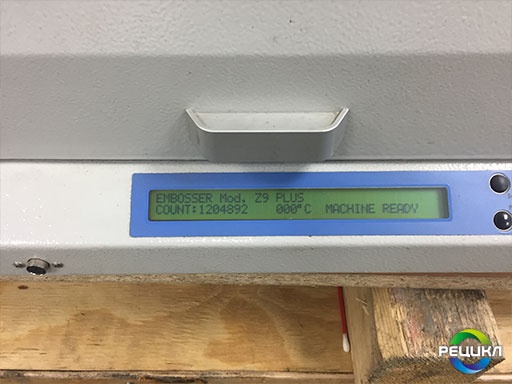 EMBOSSER Mod. Z9 PLUS
COUNT:1204892 000°C MACHINE READY
РЕЦИКЛ